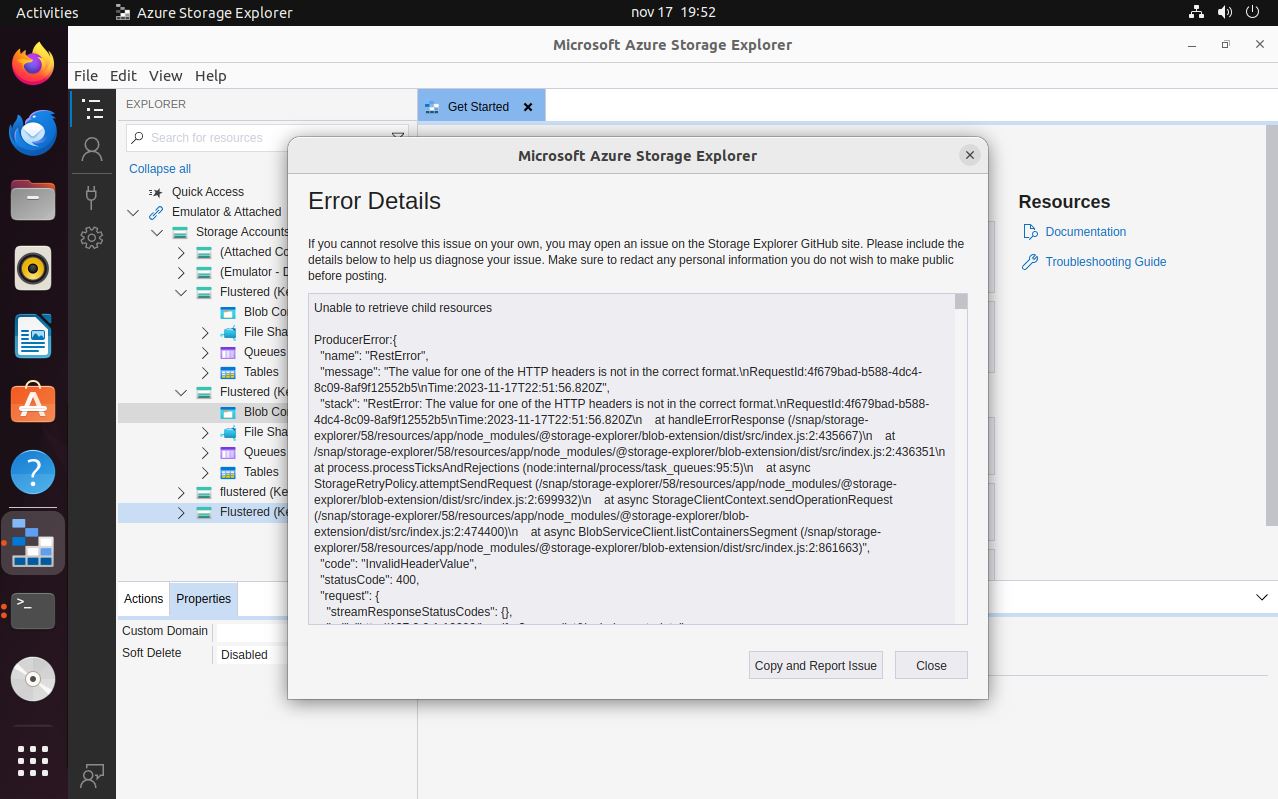 Activities
Azure Storage Explorer
nov 17 19:52
Microsoft Azure Storage Explorer
File Edit View Help
EXPLORER
Search for resources
Collapse all
Quick Access
Emulator & Attached
Storage Accounts
(Attached Co
(Emulator - D
Flustered (Ke
Blob Con
File Sha
Queues
Tables
Flustered (Ke
Blob Con
File Sha
Queues
Tables
flustered (Ke
Flustered (Ke
Actions
Properties
Custom Domain
Soft Delete
Disabled
Get Started
Resources
Documentation
Troubleshooting Guide
Microsoft Azure Storage Explorer
Error Details
If you cannot resolve this issue on your own, you may open an issue on the Storage Explorer GitHub site. Please include the
details below to help us diagnose your issue. Make sure to redact any personal information you do not wish to make public
before posting.
Unable to retrieve child resources
ProducerError:{
"name": "RestError",
"message": "The value for one of the HTTP headers is not in the correct format.\nRequestId:4f679bad-b588-4dc4-
8c09-8af9f12552b5\nTime:2023-11-17T22:51:56.820Z",
"stack": "RestError: The value for one of the HTTP headers is not in the correct format.\nRequestId:4f679bad-b588-
4dc4-8c09-8af9f12552b5\nTime:2023-11-17T22:51:56.820Z\n at handleErrorResponse (/snap/storage-
explorer/58/resources/app/node_modules/@storage-explorer/blob-extension/dist/src/index.js:2:435667)\n at
/snap/storage-explorer/58/resources/app/node_modules/@storage-explorer/blob-extension/dist/src/index.js:2:436351\n
at process.processTicksAndRejections (node:internal/process/task_queues:95:5)\n at async
StorageRetryPolicy.attemptSendRequest (/snap/storage-explorer/58/resources/app/node_modules/@storage-
explorer/blob-extension/dist/src/index.js:2:699932)\n at async StorageClientContext.sendOperationRequest
(/snap/storage-explorer/58/resources/app/node_modules/@storage-explorer/blob-
extension/dist/src/index.js:2:474400)\n at async BlobServiceClient.listContainersSegment (/snap/storage-
explorer/58/resources/app/node_modules/@storage-explorer/blob-extension/dist/src/index.js:2:861663)",
"code": "InvalidHeaderValue",
"statusCode": 400,
"request": {
"streamResponseStatusCodes": {},
Copy and Report Issue
Close